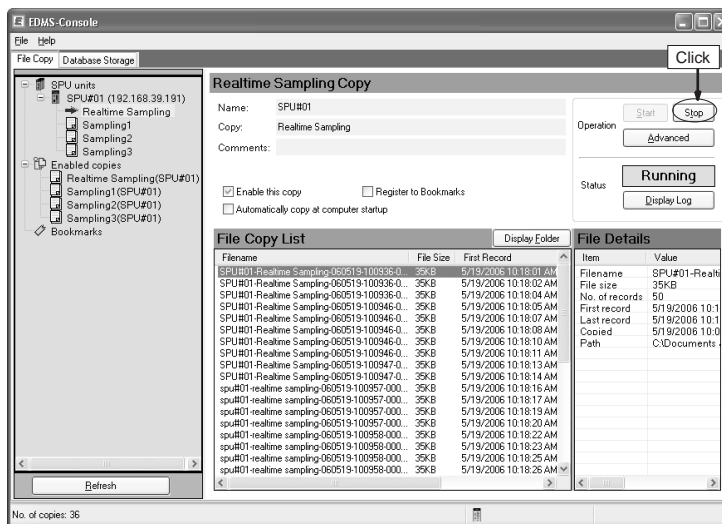 EDMS-Console
File Help
File Copy Database Storage
Click
SPU units
SPU#01 (192.168.39.191)
Realtime Sampling
Sampling1
Sampling2
Sampling3
Enabled copies
Realtime Sampling(SPU#01)
Sampling1(SPU#01)
Sampling2(SPU#01)
Sampling3(SPU#01)
Bookmarks
Refresh
Realtime Sampling Copy
Name: SPU#01
Copy: Realtime Sampling
Comments:
Enable this copy Register to Bookmarks
Automatically copy at computer startup
Operation Start Stop
Advanced
Status Running
Display Log
File Copy List Display Folder
Filename File Size First Record
SPU#01-Realtime Sampling-060519-100936-0... 35KB 5/19/2006 10:18:01 AM
SPU#01-Realtime Sampling-060519-100936-0... 35KB 5/19/2006 10:18:02 AM
SPU#01-Realtime Sampling-060519-100936-0... 35KB 5/19/2006 10:18:04 AM
SPU#01-Realtime Sampling-060519-100946-0... 35KB 5/19/2006 10:18:05 AM
SPU#01-Realtime Sampling-060519-100946-0... 35KB 5/19/2006 10:18:07 AM
SPU#01-Realtime Sampling-060519-100946-0... 35KB 5/19/2006 10:18:08 AM
SPU#01-Realtime Sampling-060519-100946-0... 35KB 5/19/2006 10:18:10 AM
SPU#01-Realtime Sampling-060519-100946-0... 35KB 5/19/2006 10:18:11 AM
SPU#01-Realtime Sampling-060519-100947-0... 35KB 5/19/2006 10:18:13 AM
SPU#01-Realtime Sampling-060519-100947-0... 35KB 5/19/2006 10:18:14 AM
spu#01-realtime sampling-060519-100957-000... 35KB 5/19/2006 10:18:16 AM
spu#01-realtime sampling-060519-100957-000... 35KB 5/19/2006 10:18:17 AM
spu#01-realtime sampling-060519-100957-000... 35KB 5/19/2006 10:18:19 AM
spu#01-realtime sampling-060519-100957-000... 35KB 5/19/2006 10:18:20 AM
spu#01-realtime sampling-060519-100958-000... 35KB 5/19/2006 10:18:22 AM
spu#01-realtime sampling-060519-100958-000... 35KB 5/19/2006 10:18:23 AM
spu#01-realtime sampling-060519-100958-000... 35KB 5/19/2006 10:18:25 AM
spu#01-realtime sampling-060519-100958-000... 35KB 5/19/2006 10:18:26 AM
File Details
Item Value
Filename SPU#01-Realti
File size 35KB
No. of records 50
First record 5/19/2006 10:1
Last record 5/19/2006 10:1
Copied 5/19/2006 10:0
Path C:\Documents
No. of copies: 36